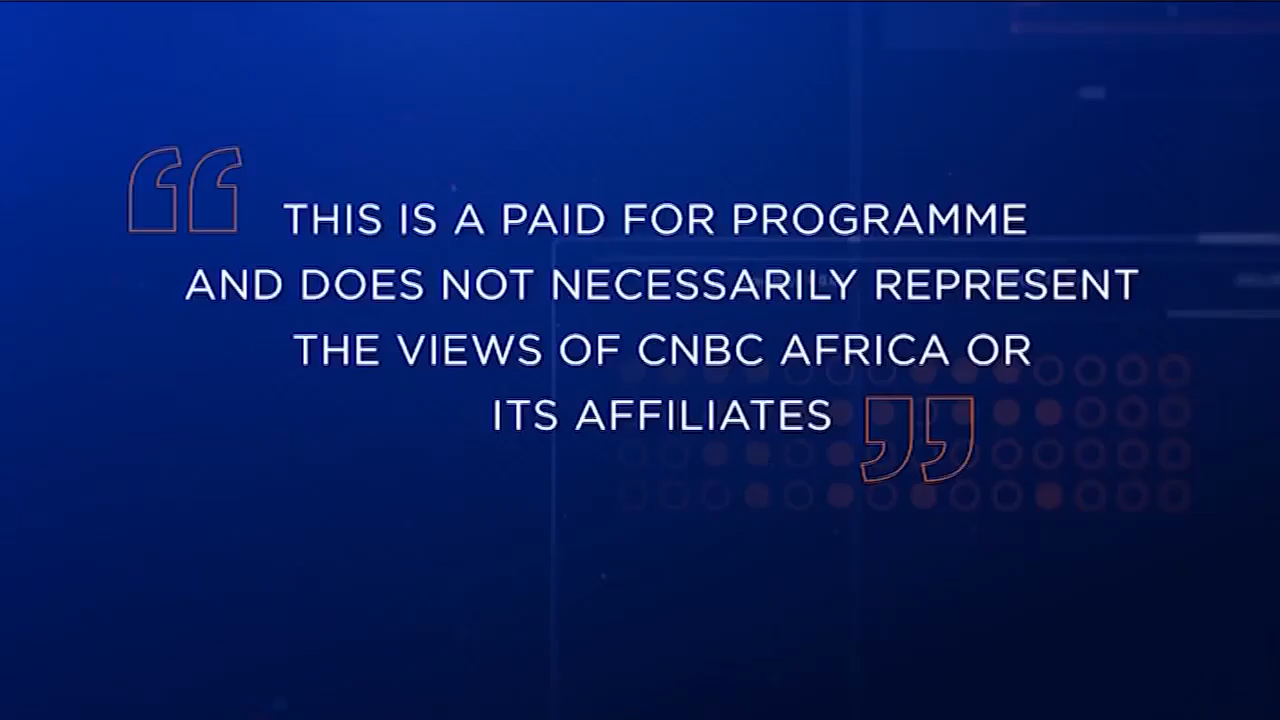 THIS IS A PAID FOR PROGRAMME
AND DOES NOT NECESSARILY REPRESENT
THE VIEWS OF CNBC AFRICA OR
ITS AFFILIATES